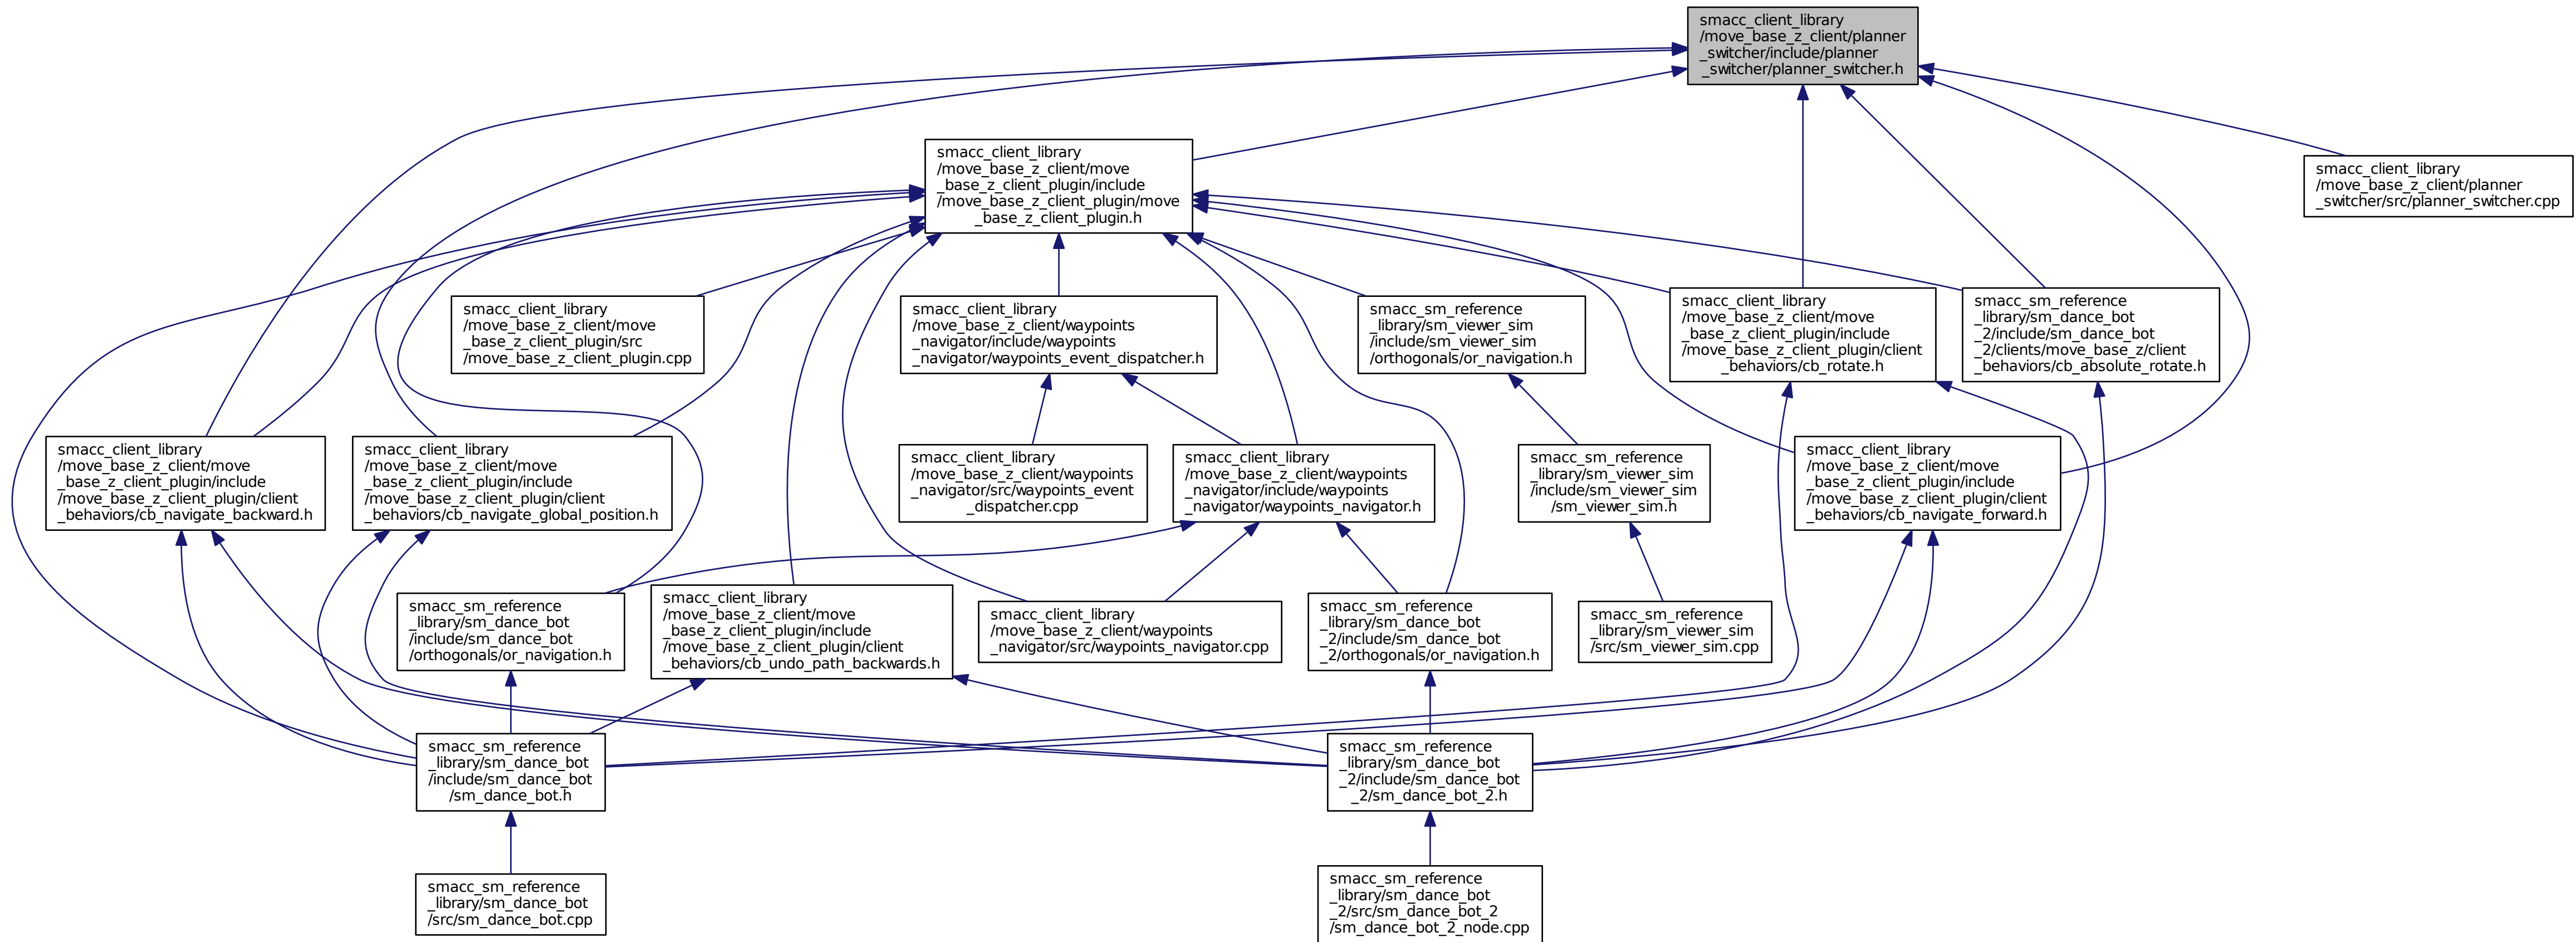 smacc_client_library
/move_base_z_client/planner
_switcher/include/planner
_switcher/planner_switcher.h
smacc_client_library
/move_base_z_client/move
_base_z_client_plugin/include
/move_base_z_client_plugin/move
_base_z_client_plugin.h
smacc_client_library
/move_base_z_client/planner
_switcher/src/planner_switcher.cpp
smacc_client_library
/move_base_z_client/move
_base_z_client_plugin/src
/move_base_z_client_plugin.cpp
smacc_client_library
/move_base_z_client/waypoints
_navigator/include/waypoints
_navigator/waypoints_event_dispatcher.h
smacc_sm_reference
_library/sm_viewer_sim
/include/sm_viewer_sim
/orthogonals/or_navigation.h
smacc_client_library
/move_base_z_client/move
_base_z_client_plugin/include
/move_base_z_client_plugin/client
_behaviors/cb_rotate.h
smacc_sm_reference
_library/sm_dance_bot
_2/include/sm_dance_bot
_2/clients/move_base_z/client
_behaviors/cb_absolute_rotate.h
smacc_client_library
/move_base_z_client/move
_base_z_client_plugin/include
/move_base_z_client_plugin/client
_behaviors/cb_navigate_backward.h
smacc_client_library
/move_base_z_client/move
_base_z_client_plugin/include
/move_base_z_client_plugin/client
_behaviors/cb_navigate_global_position.h
smacc_client_library
/move_base_z_client/waypoints
_navigator/src/waypoints_event
_dispatcher.cpp
smacc_client_library
/move_base_z_client/waypoints
_navigator/include/waypoints
_navigator/waypoints_navigator.h
smacc_sm_reference
_library/sm_viewer_sim
/include/sm_viewer_sim
/sm_viewer_sim.h
smacc_client_library
/move_base_z_client/move
_base_z_client_plugin/include
/move_base_z_client_plugin/client
_behaviors/cb_navigate_forward.h
smacc_sm_reference
_library/sm_dance_bot
/include/sm_dance_bot
/orthogonals/or_navigation.h
smacc_client_library
/move_base_z_client/move
_base_z_client_plugin/include
/move_base_z_client_plugin/client
_behaviors/cb_undo_path_backwards.h
smacc_client_library
/move_base_z_client/waypoints
_navigator/src/waypoints_navigator.cpp
smacc_sm_reference
_library/sm_dance_bot
_2/include/sm_dance_bot
_2/orthogonals/or_navigation.h
smacc_sm_reference
_library/sm_viewer_sim
/src/sm_viewer_sim.cpp
smacc_sm_reference
_library/sm_dance_bot
/include/sm_dance_bot
/sm_dance_bot.h
smacc_sm_reference
_library/sm_dance_bot
_2/include/sm_dance_bot
_2/sm_dance_bot_2.h
smacc_sm_reference
_library/sm_dance_bot
/src/sm_dance_bot.cpp
smacc_sm_reference
_library/sm_dance_bot
_2/src/sm_dance_bot_2
/sm_dance_bot_2_node.cpp